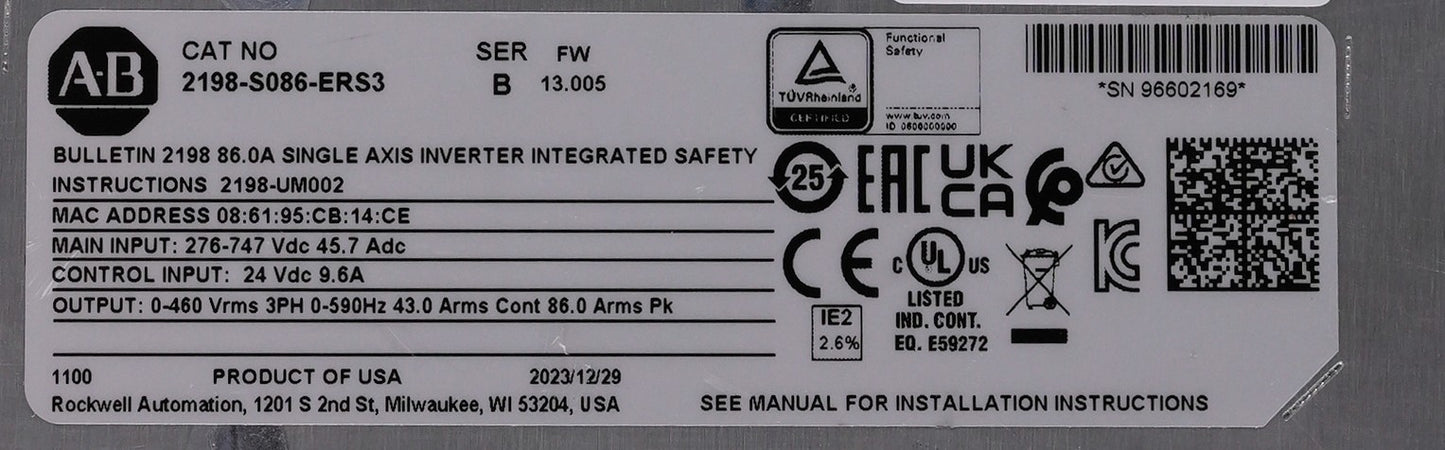 A-B
CAT NO
2198-S086-ERS3
SER FW
B 13.005
BULLETIN 2198 86.0A SINGLE AXIS INVERTER INTEGRATED SAFETY
INSTRUCTIONS 2198-UM002
MAC ADDRESS 08:61:95:CB:14:CE
MAIN INPUT: 276-747 Vdc 45.7 Adc
CONTROL INPUT: 24 Vdc 9.6A
OUTPUT: 0-460 Vrms 3PH 0-590Hz 43.0 Arms Cont 86.0 Arms Pk
1100 PRODUCT OF USA 2023/12/29
Rockwell Automation, 1201 S 2nd St, Milwaukee, WI 53204, USA
TÜVRheinland
CERTIFIED
Functional
Safety
www.tuv.com
ID 0600000000
*SN 96602169*
25
EAC
UK
CA
CE
C UL US
LISTED
IND. CONT.
EQ. E59272
KC
IE2
2.6%
SEE MANUAL FOR INSTALLATION INSTRUCTIONS